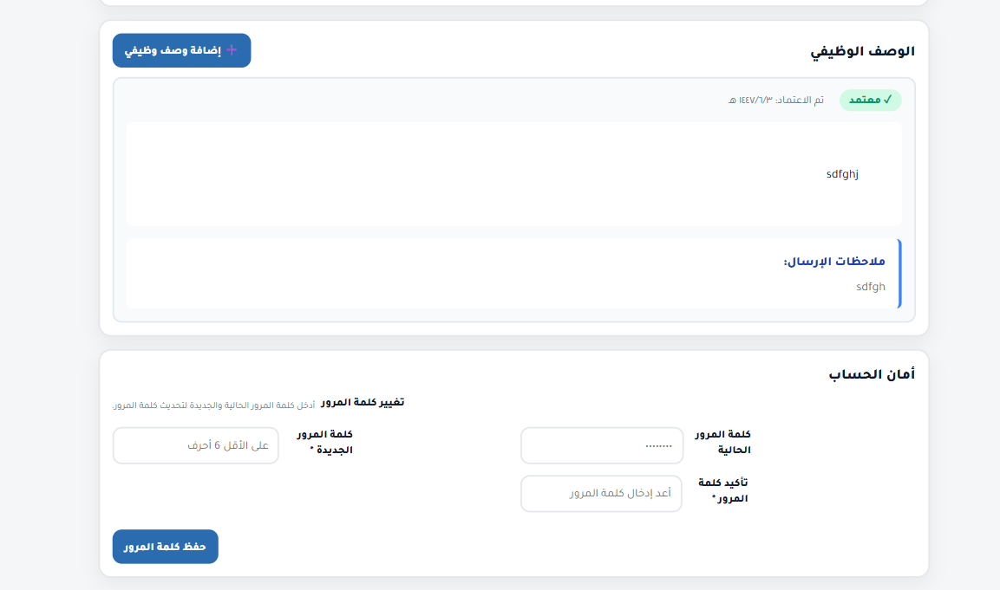 الوصف الوظيفي
+ إضافة وصف وظيفي
✓ معتمد
تم الاعتماد: ١٤٤٧/٦/٣ هـ
sdfghj
ملاحظات الإرسال:
sdfgh
أمان الحساب
تغيير كلمة المرور
أدخل كلمة المرور الحالية والجديدة لتحديث كلمة المرور.
كلمة المرور
الحالية
........
كلمة المرور
الجديدة *
على الأقل 6 أحرف
تأكيد كلمة
المرور *
أعد إدخال كلمة المرور
حفظ كلمة المرور